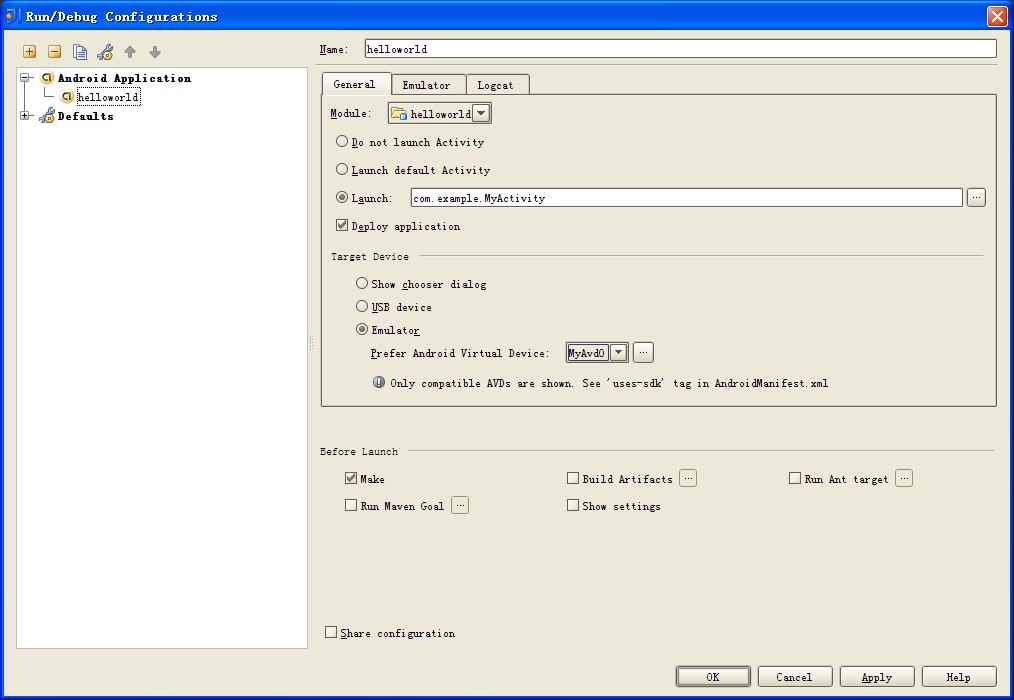 Run/Debug Configurations
Name: helloworld
Android Application
helloworld
Defaults
General Emulator Logcat
Module: helloworld
Do not launch Activity
Launch default Activity
Launch: com.example.MyActivity ...
Deploy application
Target Device
Show chooser dialog
USB device
Emulator
Prefer Android Virtual Device: MyAvd0 ...
Only compatible AVDs are shown. See 'uses-sdk' tag in AndroidManifest.xml
Before Launch
Make Build Artifacts ... Run Ant target ...
Run Maven Goal ... Show settings
Share configuration
OK Cancel Apply Help